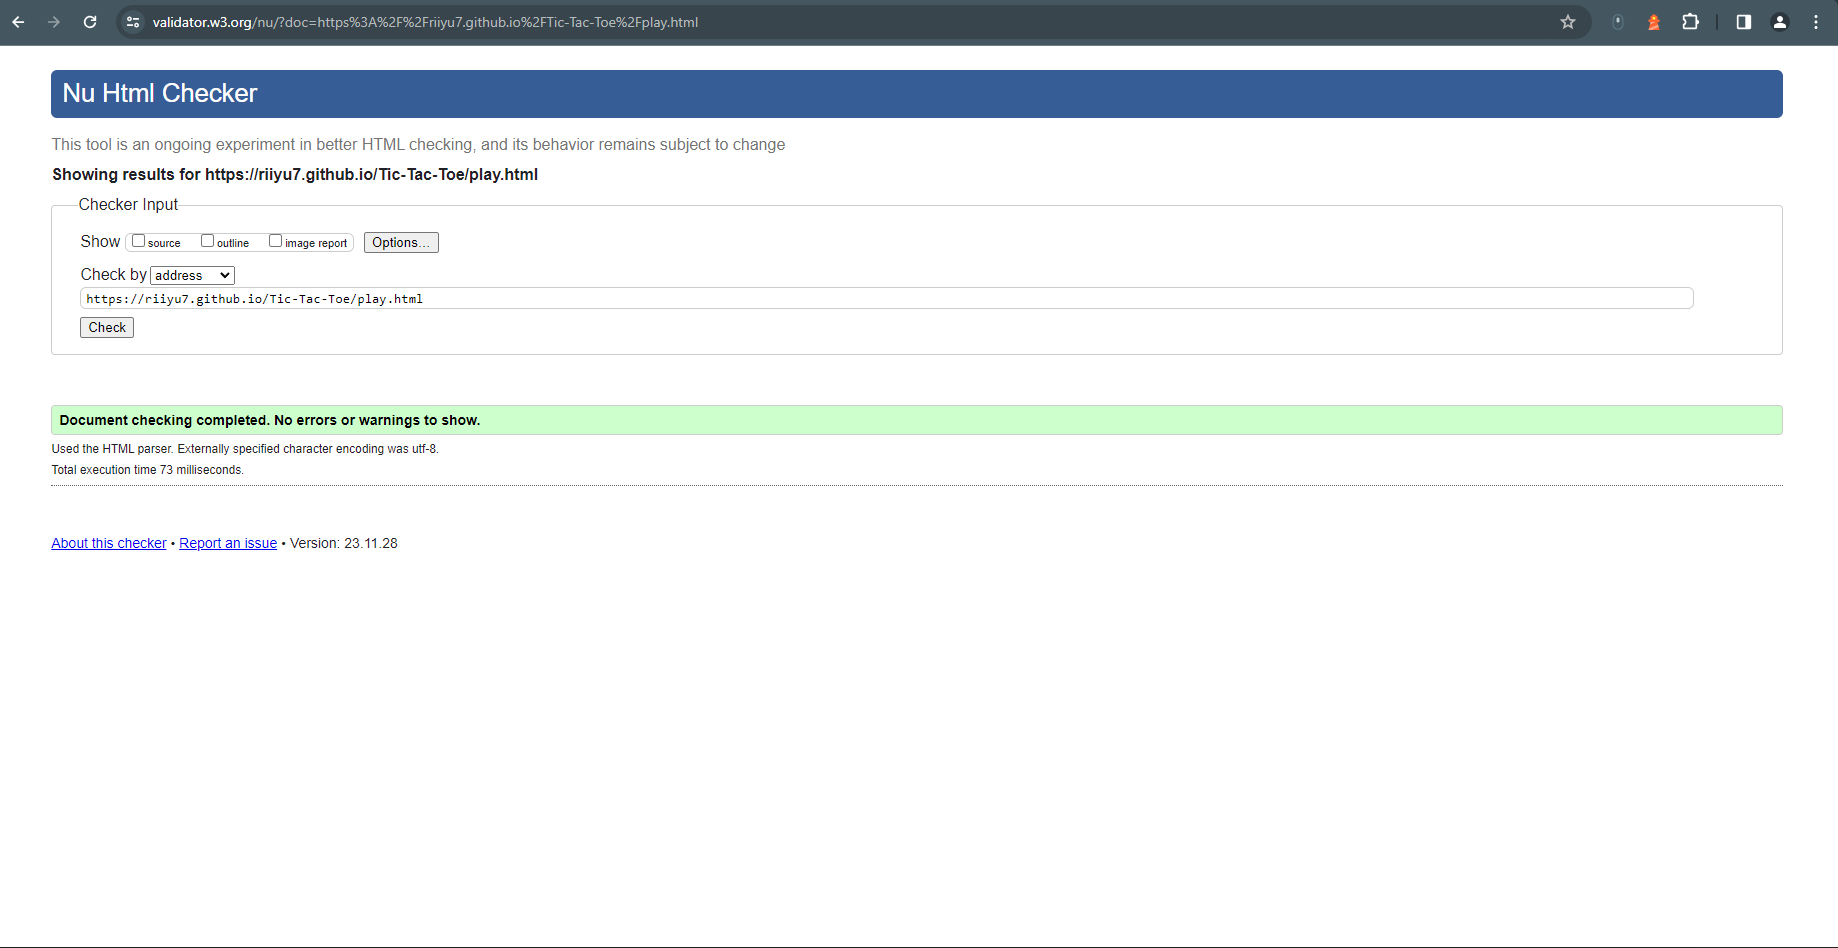 validator.w3.org/nu/?doc=https%3A%2F%2Friiyu7.github.io%2FTic-Tac-Toe%2Fplay.html
Nu Html Checker
This tool is an ongoing experiment in better HTML checking, and its behavior remains subject to change
Showing results for https://riiyu7.github.io/Tic-Tac-Toe/play.html
Checker Input
Show source outline image report Options...
Check by address
https://riiyu7.github.io/Tic-Tac-Toe/play.html
Check
Document checking completed. No errors or warnings to show.
Used the HTML parser. Externally specified character encoding was utf-8.
Total execution time 73 milliseconds.
About this checker • Report an issue • Version: 23.11.28